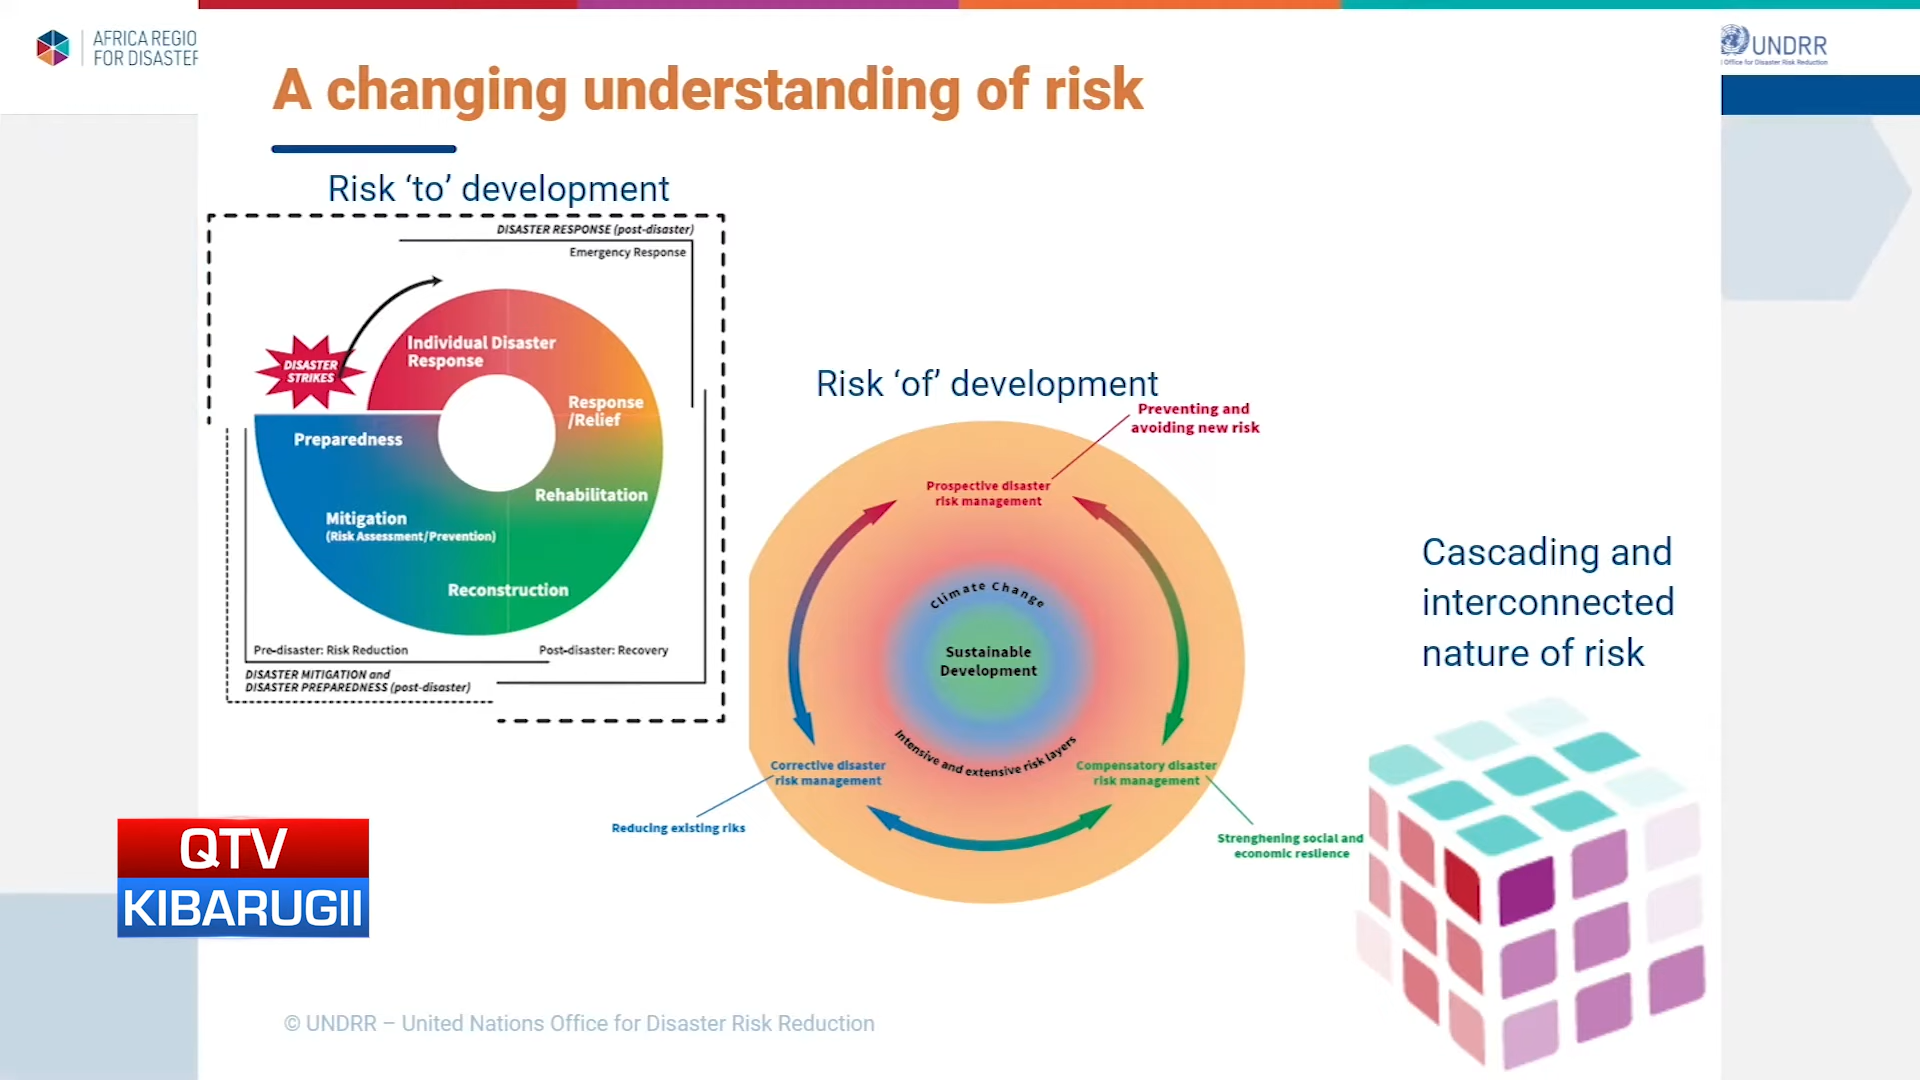 AFRICA REGIO
FOR DISASTER
UNDRR
Office for Disaster Risk Reduction
A changing understanding of risk
Risk ‘to’ development
DISASTER RESPONSE (post-disaster)
Emergency Response
DISASTER
STRIKES
Individual Disaster
Response
Response
/Relief
Preparedness
Rehabilitation
Mitigation
(Risk Assessment/Prevention)
Reconstruction
Pre-disaster: Risk Reduction
Post-disaster: Recovery
DISASTER MITIGATION and
DISASTER PREPAREDNESS (post-disaster)
Risk ‘of’ development
Preventing and
avoiding new risk
Prospective disaster
risk management
Climate Change
Sustainable
Development
Intensive and extensive risk layers
Corrective disaster
risk management
Compensatory disaster
risk management
Reducing existing riks
Strenghening social and
economic reslience
Cascading and
interconnected
nature of risk
QTV
KIBARUGII
© UNDRR – United Nations Office for Disaster Risk Reduction